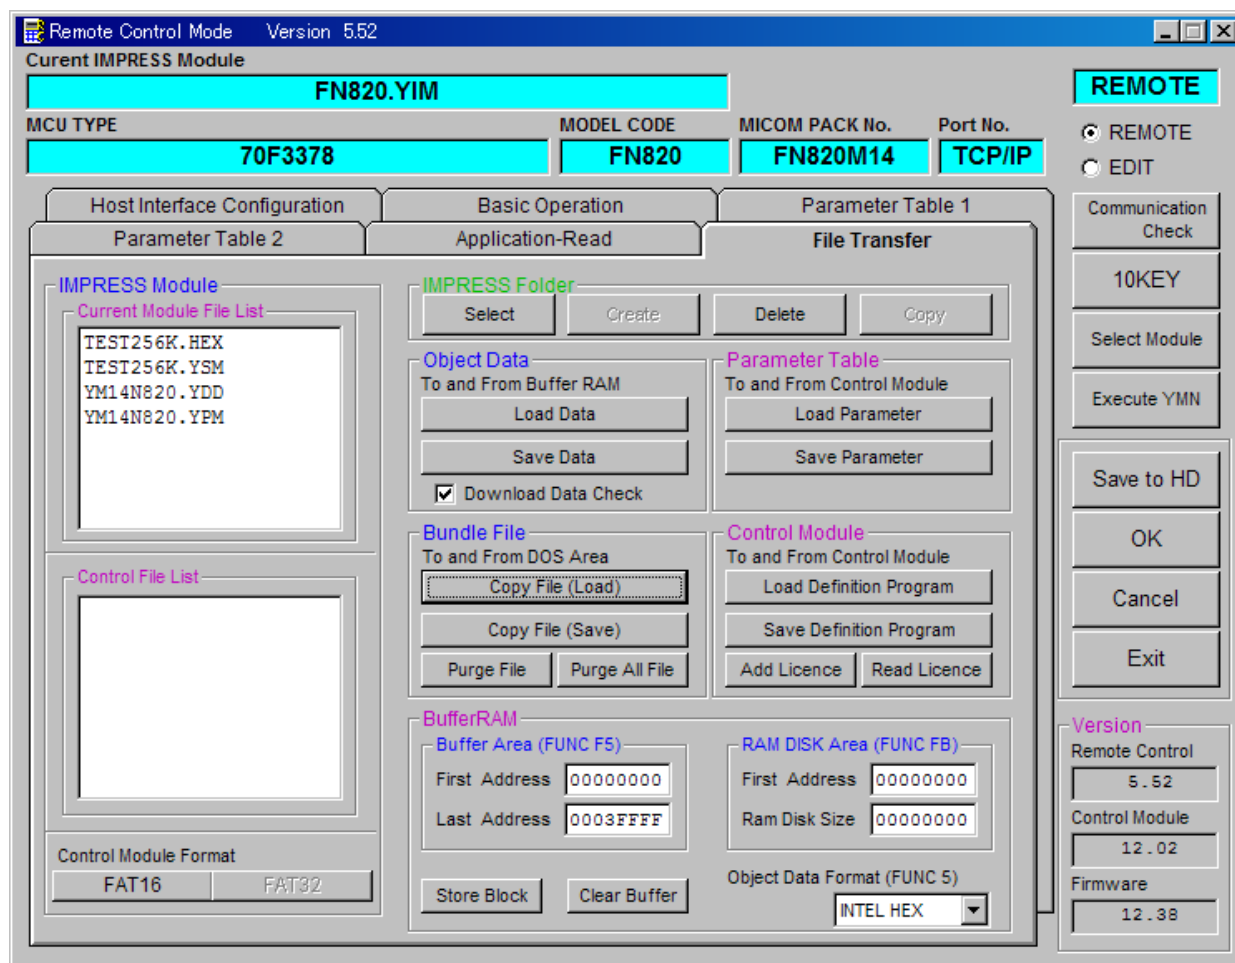 Remote Control Mode Version 5.52
Curent IMPRESS Module
FN820.YIM
REMOTE
MCU TYPE
MODEL CODE
MICOM PACK No.
Port No.
70F3378
FN820
FN820M14
TCP/IP
REMOTE
EDIT
Host Interface Configuration
Basic Operation
Parameter Table 1
Parameter Table 2
Application-Read
File Transfer
IMPRESS Module
Current Module File List
TEST256K.HEX
TEST256K.YSM
YM14N820.YDD
YM14N820.YPM
Control File List
Control Module Format
FAT16
FAT32
IMPRESS Folder
Select
Create
Delete
Copy
Object Data
To and From Buffer RAM
Load Data
Save Data
Download Data Check
Parameter Table
To and From Control Module
Load Parameter
Save Parameter
Bundle File
To and From DOS Area
Copy File (Load)
Copy File (Save)
Purge File
Purge All File
Control Module
To and From Control Module
Load Definition Program
Save Definition Program
Add Licence
Read Licence
BufferRAM
Buffer Area (FUNC F5)
First Address 00000000
Last Address 0003FFFF
RAM DISK Area (FUNC FB)
First Address 00000000
Ram Disk Size 00000000
Store Block
Clear Buffer
Object Data Format (FUNC 5)
INTEL HEX
Communication
Check
10KEY
Select Module
Execute YMN
Save to HD
OK
Cancel
Exit
Version
Remote Control
5.52
Control Module
12.02
Firmware
12.38